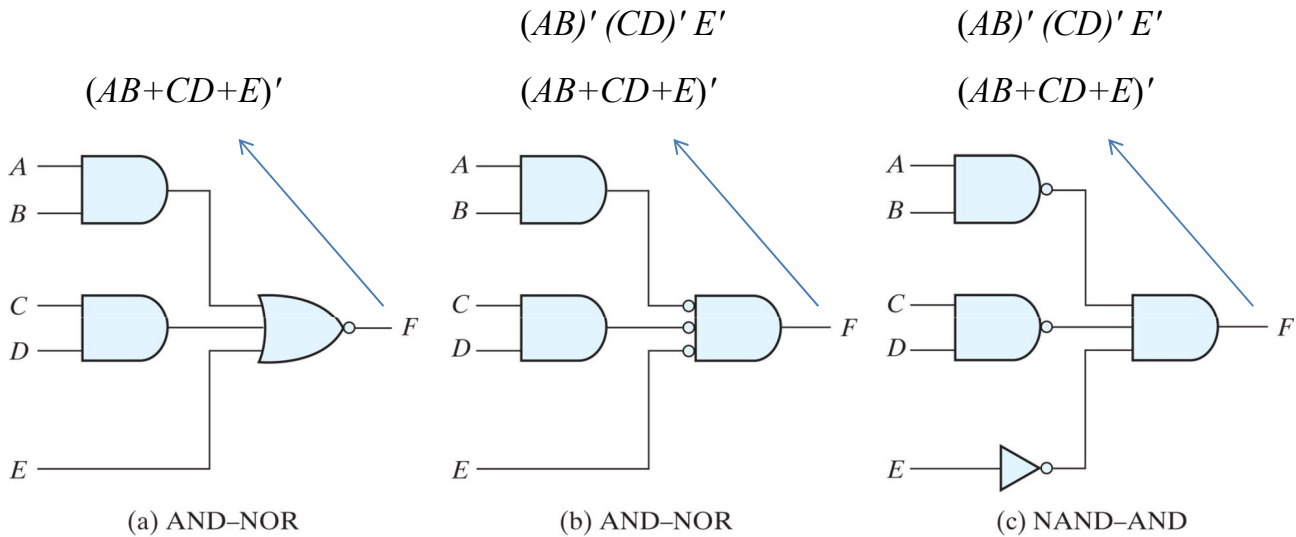 (AB)′ (CD)′ E′ (AB)′ (CD)′ E′
(AB+CD+E)′ (AB+CD+E)′ (AB+CD+E)′
A A A
B B B
C C C
F F F
D D D
E E E
(a) AND–NOR (b) AND–NOR (c) NAND–AND